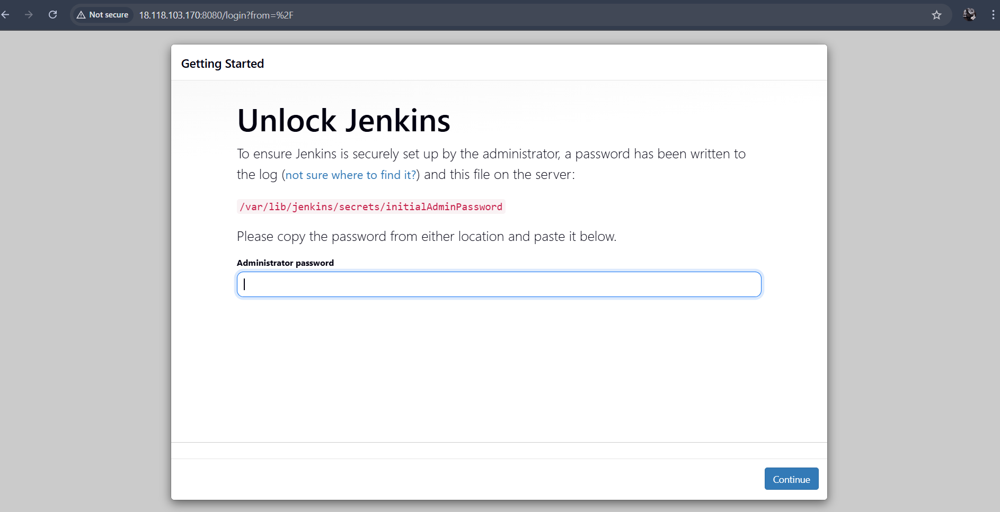 Not secure 18.118.103.170:8080/login?from=%2F
Getting Started
Unlock Jenkins
To ensure Jenkins is securely set up by the administrator, a password has been written to
the log (not sure where to find it?) and this file on the server:
/var/lib/jenkins/secrets/initialAdminPassword
Please copy the password from either location and paste it below.
Administrator password
Continue